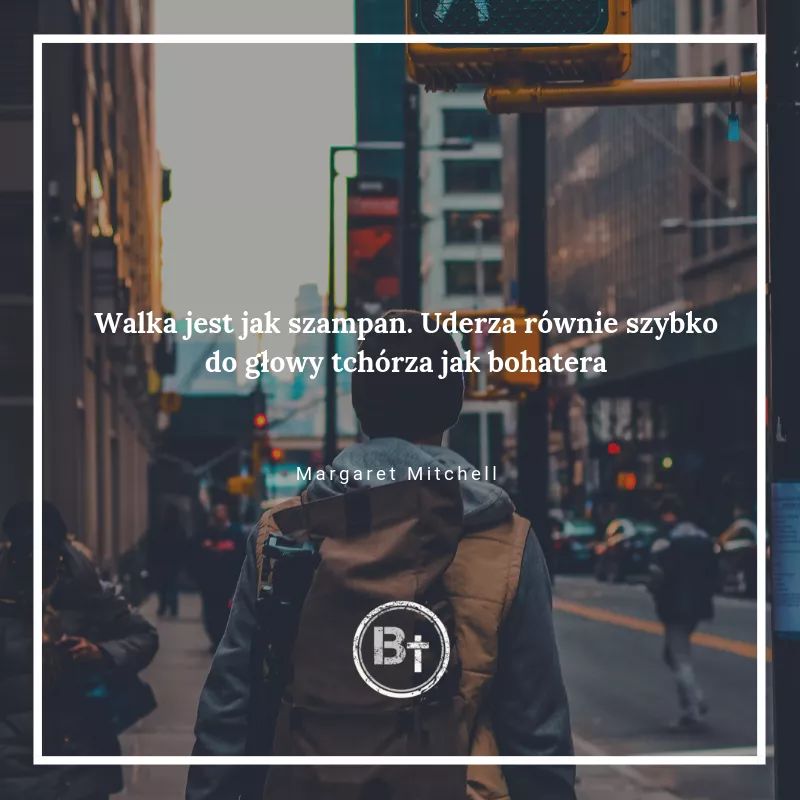 Walka jest jak szampan. Uderza równie szybko
do głowy tchórza jak bohatera
Margaret Mitchell
Bt